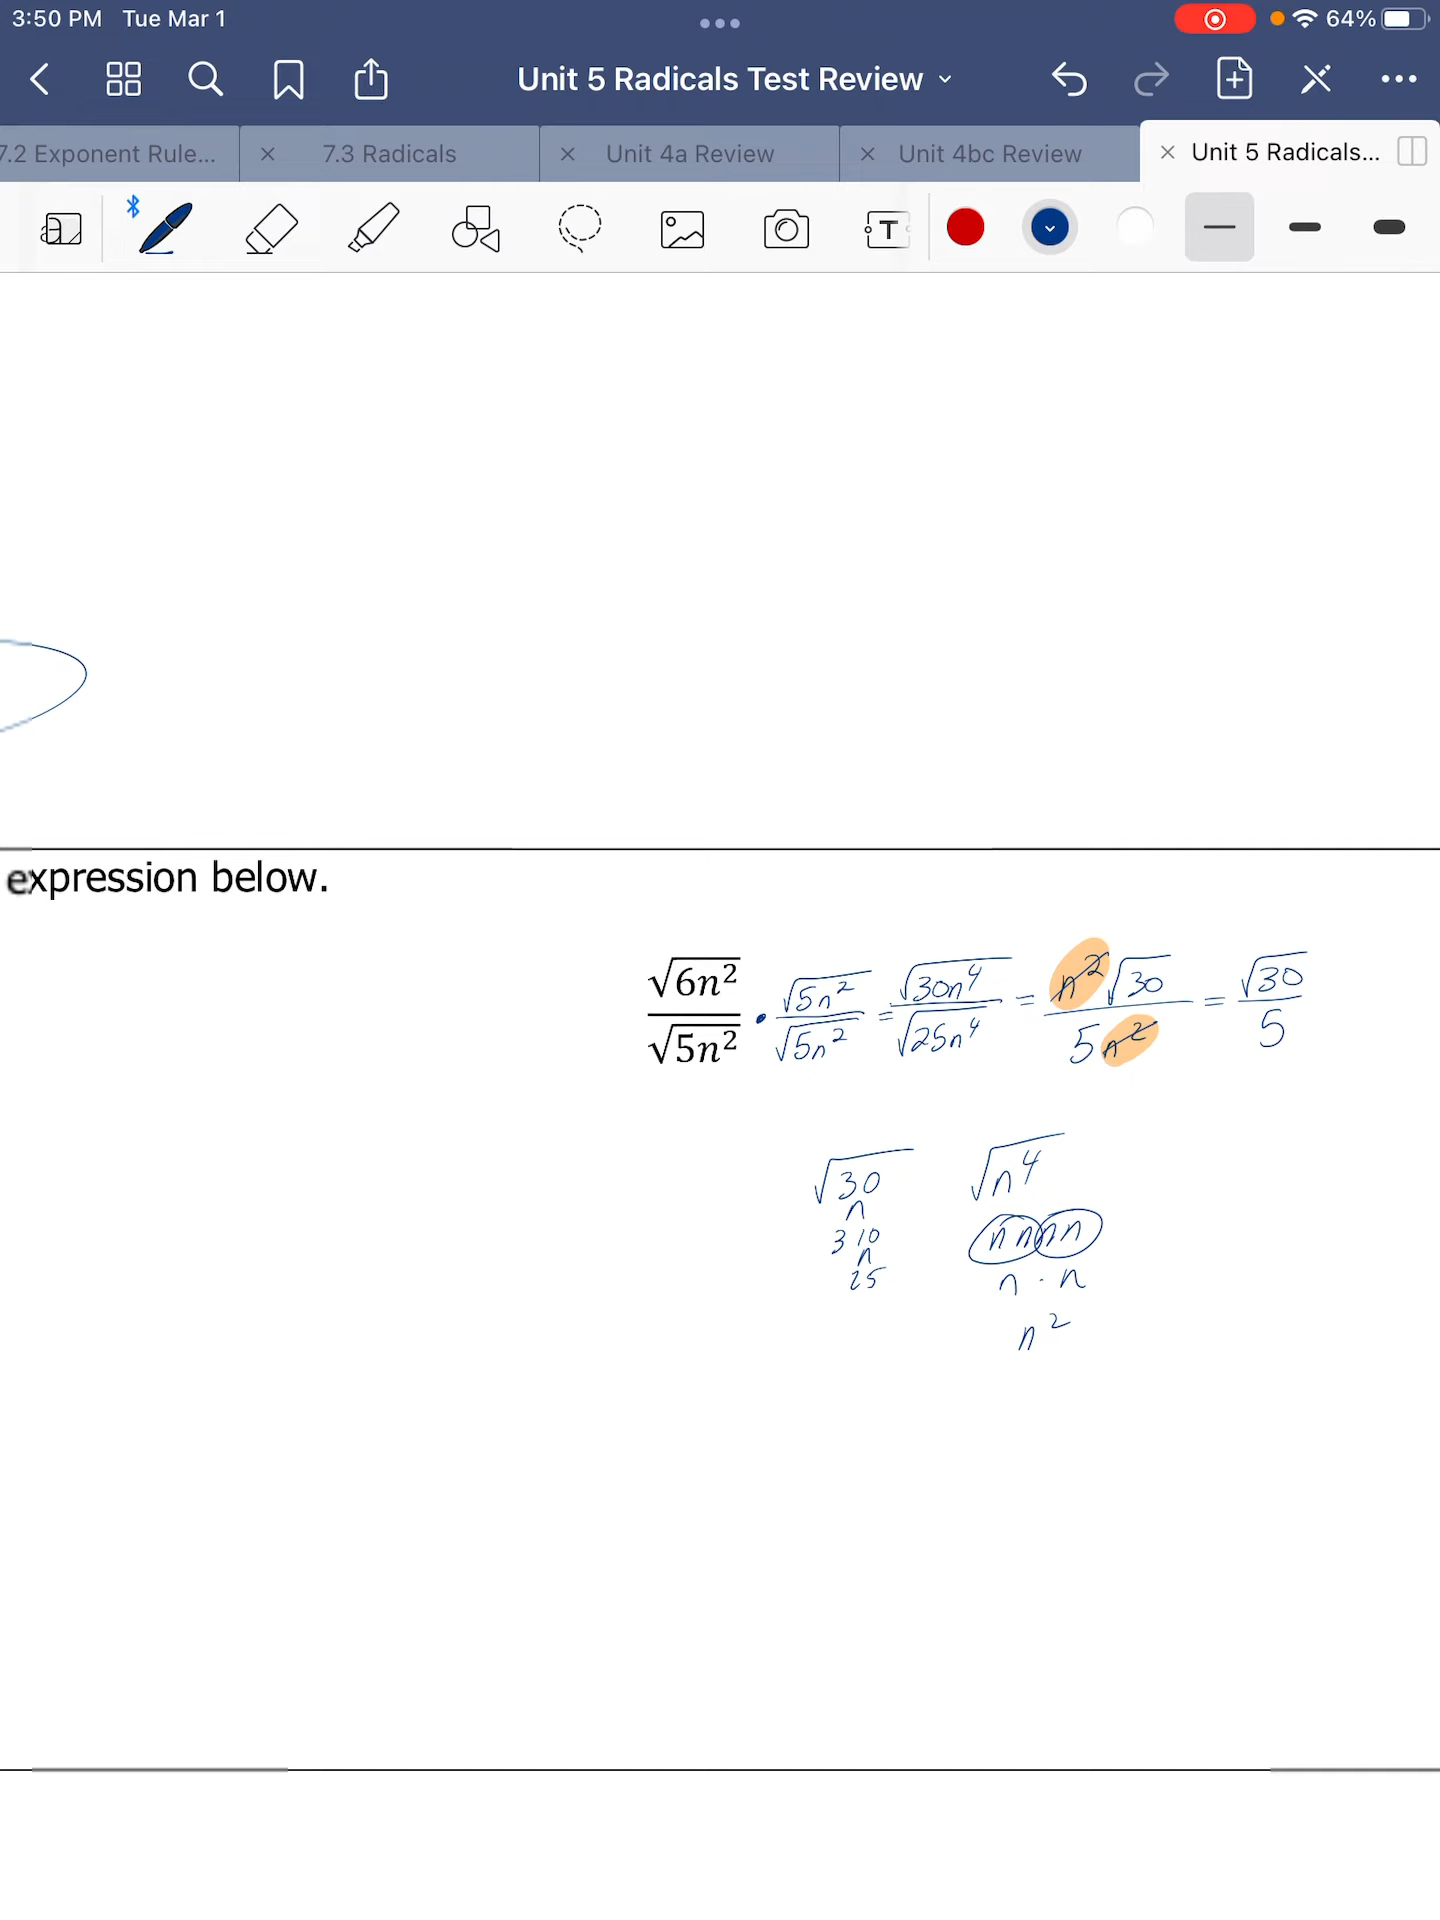 3:50 PM Tue Mar 1
64%
Unit 5 Radicals Test Review
7.2 Exponent Rule...
7.3 Radicals
Unit 4a Review
Unit 4bc Review
Unit 5 Radicals...
expression below.
√6n² / √5n² • √5n² / √5n² = √30n⁴ / √25n⁴ = n²√30 / 5n² = √30 / 5
√30 √n⁴
3 10 n n n n
2 5 n · n
n²